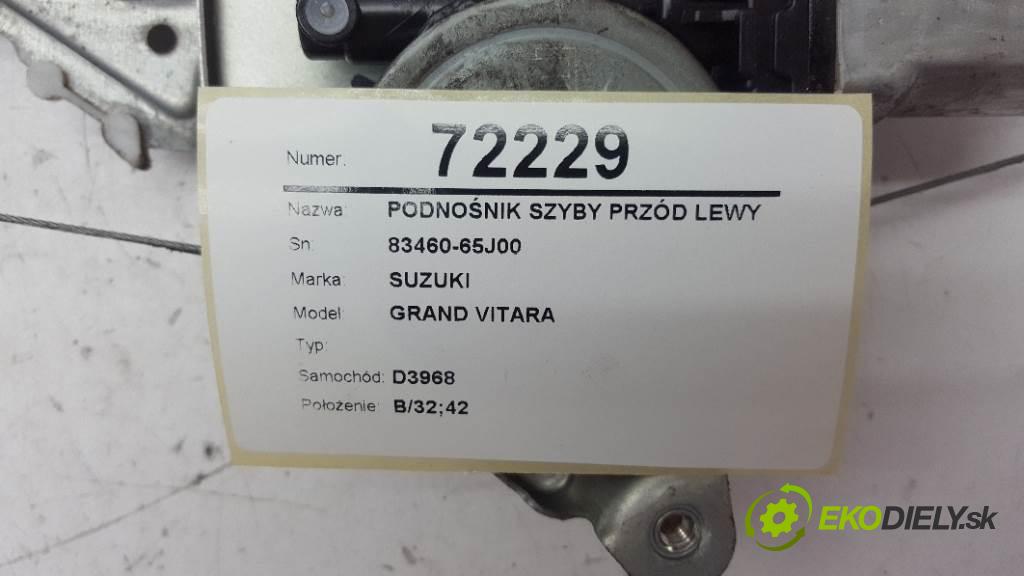 Numer: 72229
Nazwa: PODNOŚNIK SZYBY PRZÓD LEWY
Sn: 83460-65J00
Marka: SUZUKI
Model: GRAND VITARA
Typ:
Samochód: D3968
Położenie: B/32;42
EKODIELY.sk